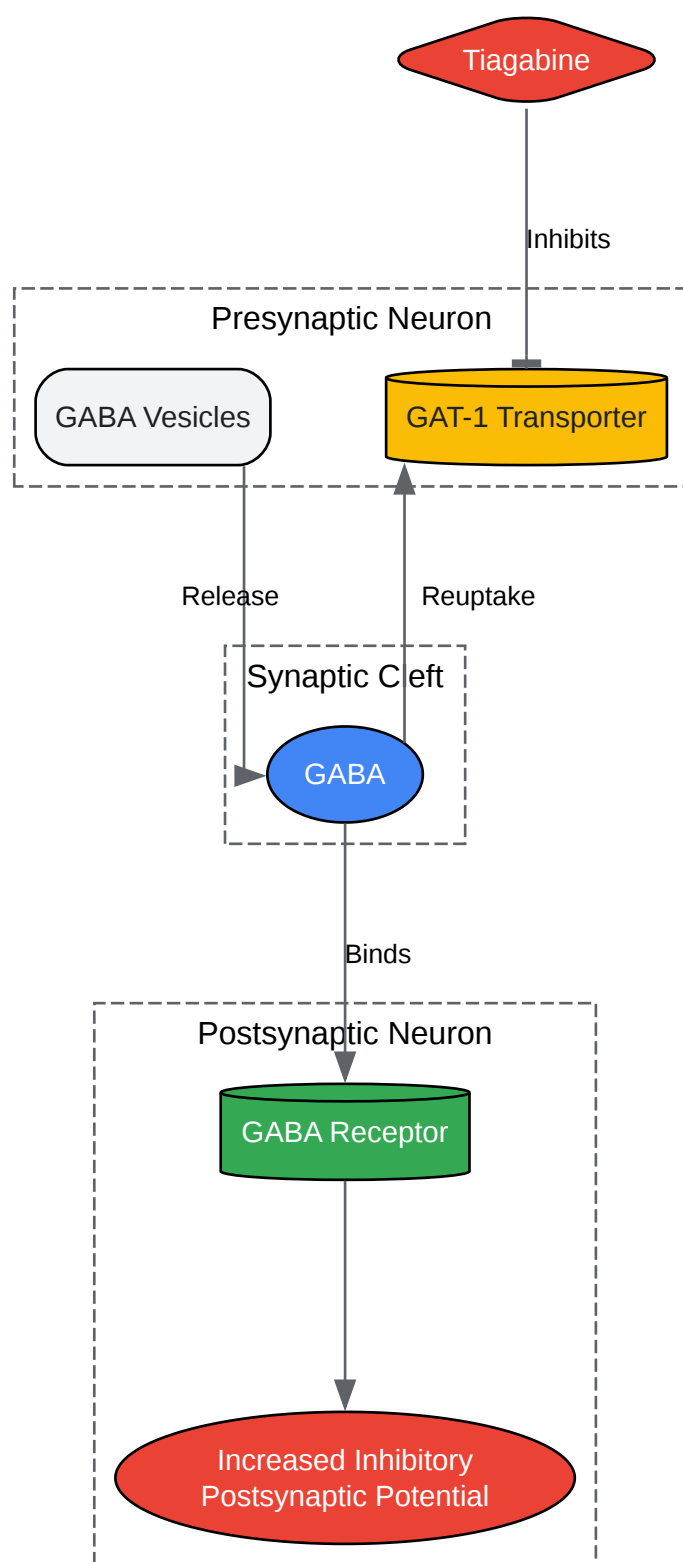 Tiagabine
Inhibits
Presynaptic Neuron
GABA Vesicles
GAT-1 Transporter
Release
Reuptake
Synaptic Cleft
GABA
Binds
Postsynaptic Neuron
GABA Receptor
Increased Inhibitory
Postsynaptic Potential